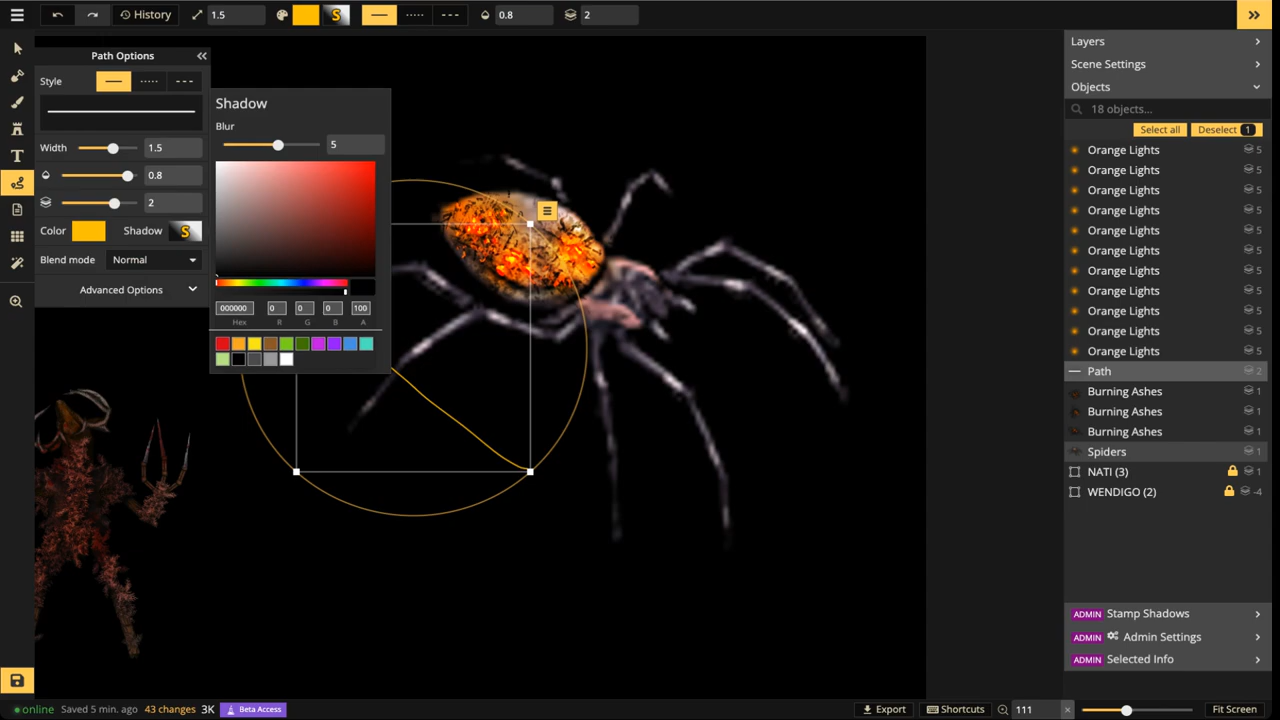 History
1.5
S
0.8
2
Path Options
Style
Width
1.5
0.8
2
Color
Shadow
S
Blend mode
Normal
Advanced Options
Shadow
Blur
5
000000
0
0
0
100
Hex
R
G
B
A
Layers
Scene Settings
Objects
18 objects...
Select all
Deselect 1
Orange Lights 5
Orange Lights 5
Orange Lights 5
Orange Lights 5
Orange Lights 5
Orange Lights 5
Orange Lights 5
Orange Lights 5
Orange Lights 5
Orange Lights 5
Orange Lights 5
Path 2
Burning Ashes 1
Burning Ashes 1
Burning Ashes 1
Spiders 1
NATI (3) 1
WENDIGO (2) -4
ADMIN Stamp Shadows
ADMIN Admin Settings
ADMIN Selected Info
online Saved 5 min. ago 43 changes 3K Beta Access
Export Shortcuts 111 × Fit Screen